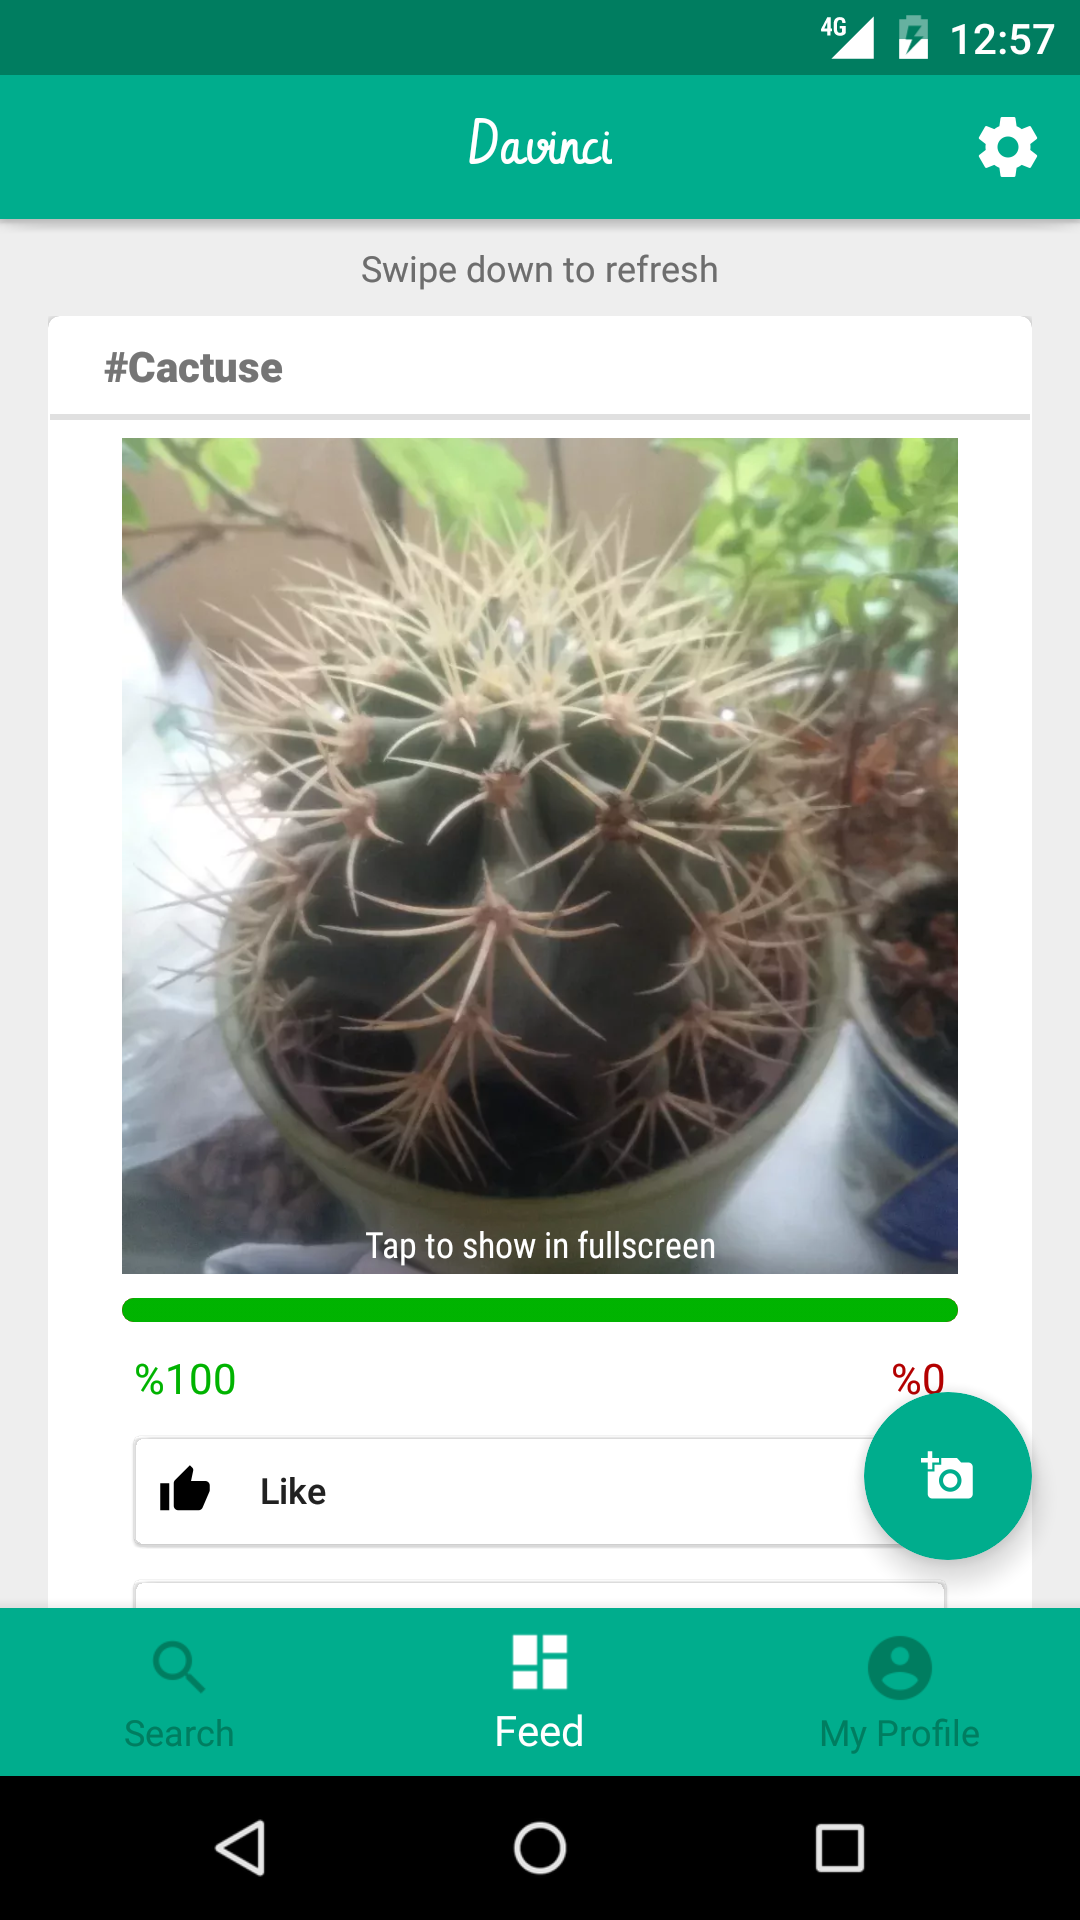 4G 12:57
Davinci
Swipe down to refresh
#Cactuse
Tap to show in fullscreen
%100 %0
Like
Search Feed My Profile